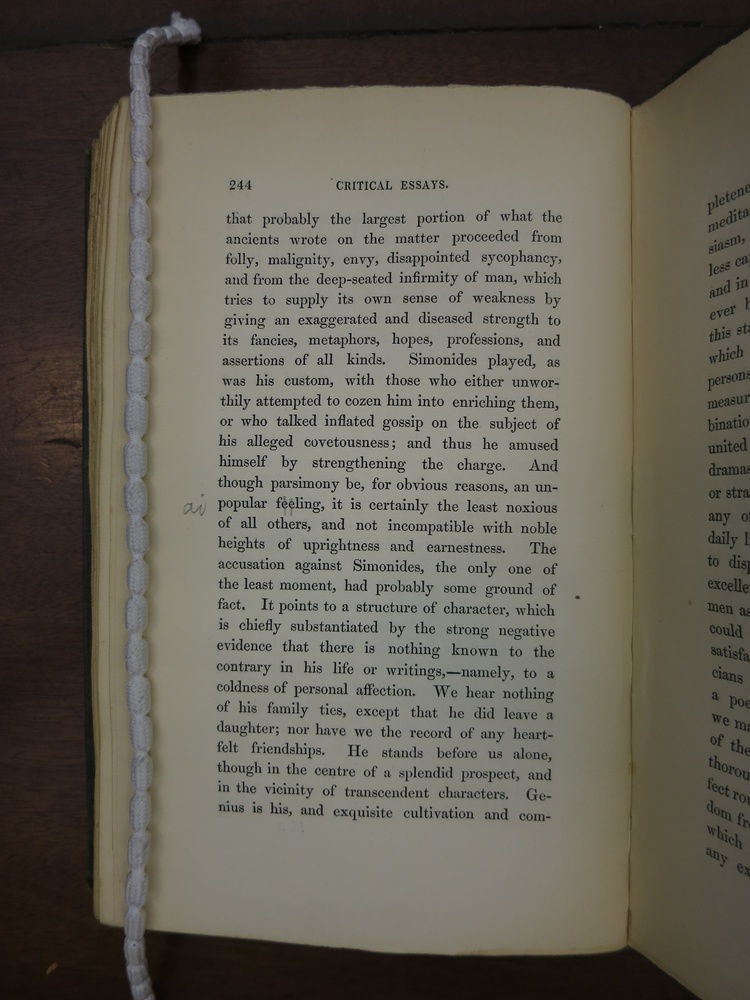 244 CRITICAL ESSAYS.
that probably the largest portion of what the
ancients wrote on the matter proceeded from
folly, malignity, envy, disappointed sycophancy,
and from the deep-seated infirmity of man, which
tries to supply its own sense of weakness by
giving an exaggerated and diseased strength to
its fancies, metaphors, hopes, professions, and
assertions of all kinds. Simonides played, as
was his custom, with those who either unwor-
thily attempted to cozen him into enriching them,
or who talked inflated gossip on the subject of
his alleged covetousness; and thus he amused
himself by strengthening the charge. And
though parsimony be, for obvious reasons, an un-
ai popular feeling, it is certainly the least noxious
of all others, and not incompatible with noble
heights of uprightness and earnestness. The
accusation against Simonides, the only one of
the least moment, had probably some ground of
fact. It points to a structure of character, which
is chiefly substantiated by the strong negative
evidence that there is nothing known to the
contrary in his life or writings,—namely, to a
coldness of personal affection. We hear nothing
of his family ties, except that he did leave a
daughter; nor have we the record of any heart-
felt friendships. He stands before us alone,
though in the centre of a splendid prospect, and
in the vicinity of transcendent characters. Ge-
nius is his, and exquisite cultivation and com-
medita
siasm,
less ca
and in
ever
this sta
which
persons
measur
binatio
united
dramas
or stra
any
daily
to disp
excelle
men as
could
satisfa
cians
a poe
we ma
of the
thorou
fect rou
dom fr
which
any ex